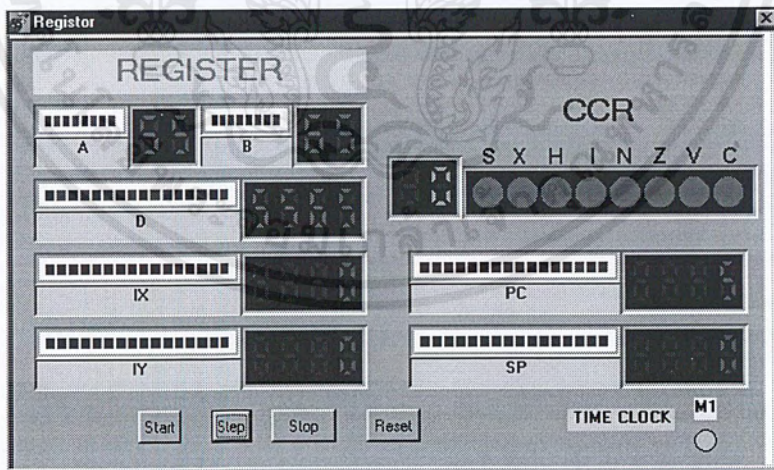 Registor
REGISTER
A
B
D
IX
IY
CCR
S X H I N Z V C
PC
SP
Start
Step
Stop
Reset
TIME CLOCK
M1